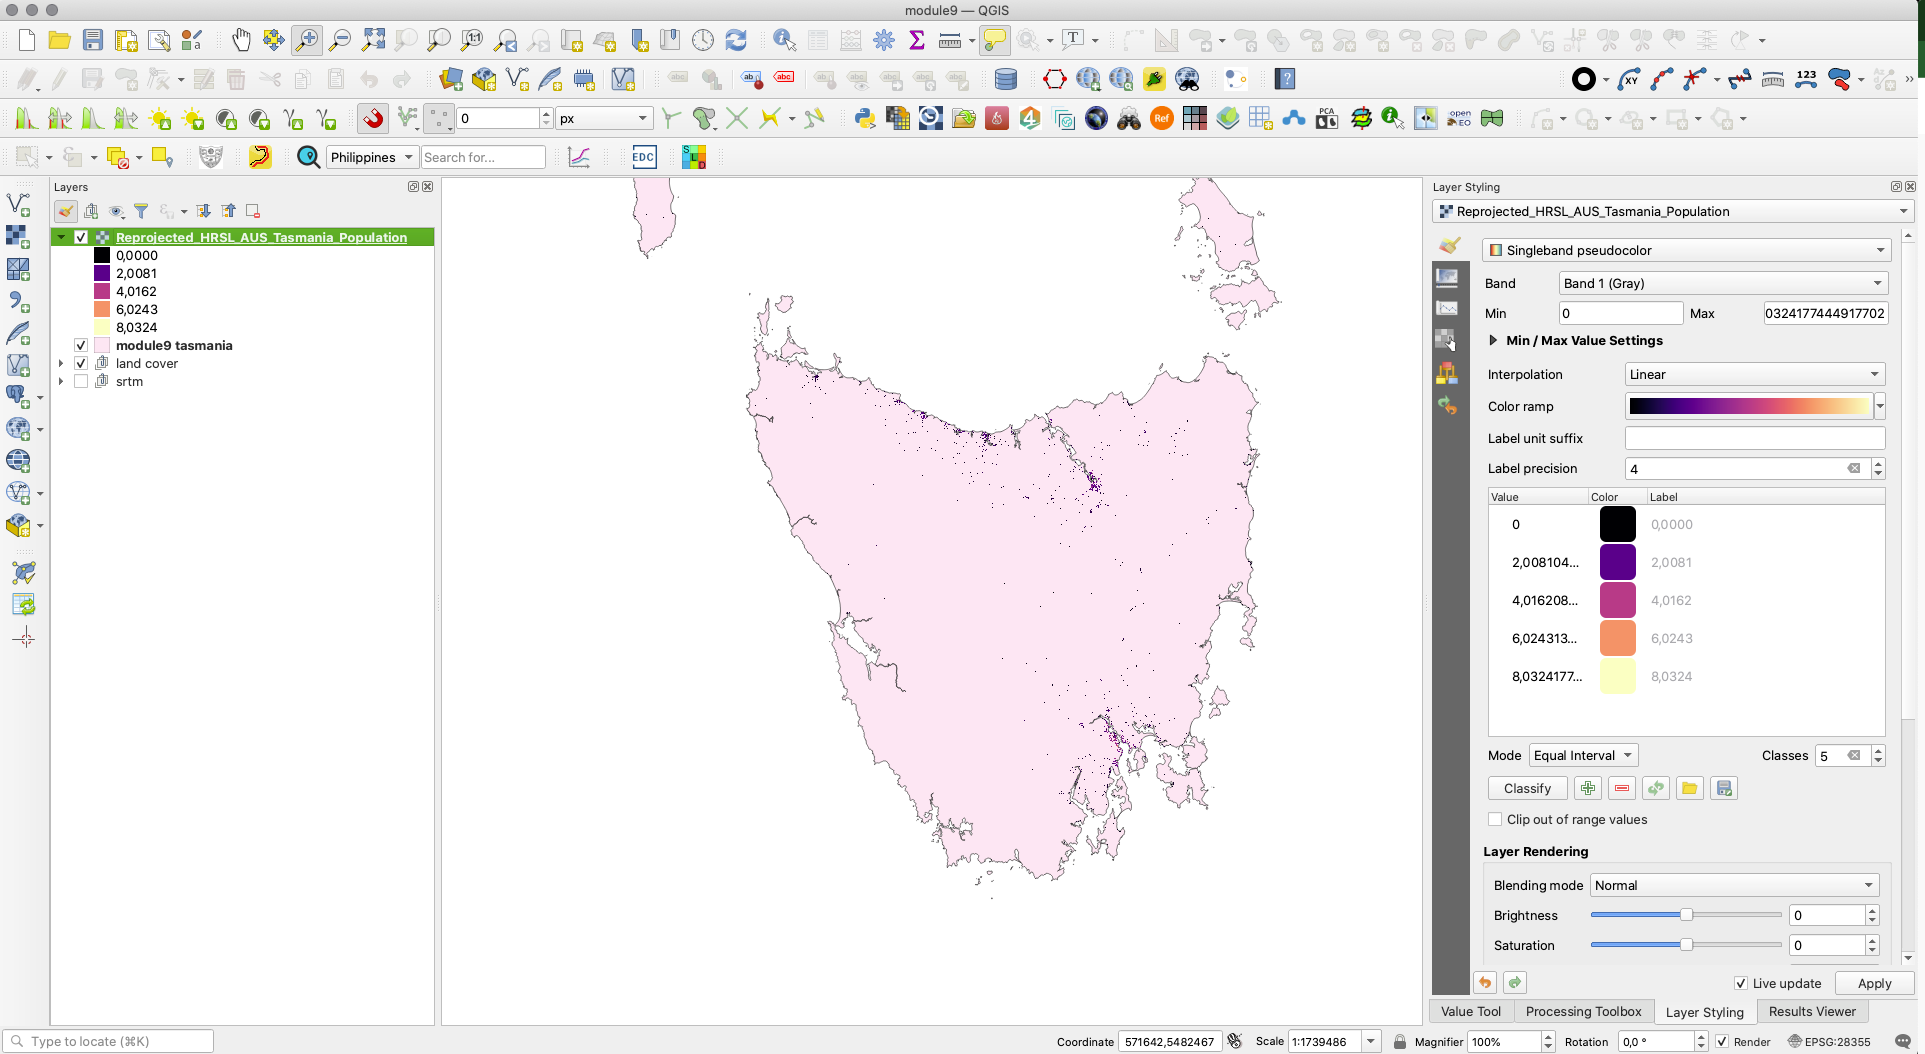 module9 — QGIS
0
px
Philippines
Search for...
EDC
Layers
Reprojected_HRSL_AUS_Tasmania_Population
0,0000
2,0081
4,0162
6,0243
8,0324
module9 tasmania
land cover
srtm
Layer Styling
Reprojected_HRSL_AUS_Tasmania_Population
Singleband pseudocolor
Band Band 1 (Gray)
Min 0 Max 0324177444917702
Min / Max Value Settings
Interpolation Linear
Color ramp
Label unit suffix
Label precision 4
Value Color Label
0 0,0000
2,008104... 2,0081
4,016208... 4,0162
6,024313... 6,0243
8,0324177... 8,0324
Mode Equal Interval Classes 5
Classify
Clip out of range values
Layer Rendering
Blending mode Normal
Brightness 0
Saturation 0
Live update Apply
Value Tool Processing Toolbox Layer Styling Results Viewer
Type to locate (⌘K) Coordinate 571642,5482467 Scale 1:1739486 Magnifier 100% Rotation 0,0 ° Render EPSG:28355